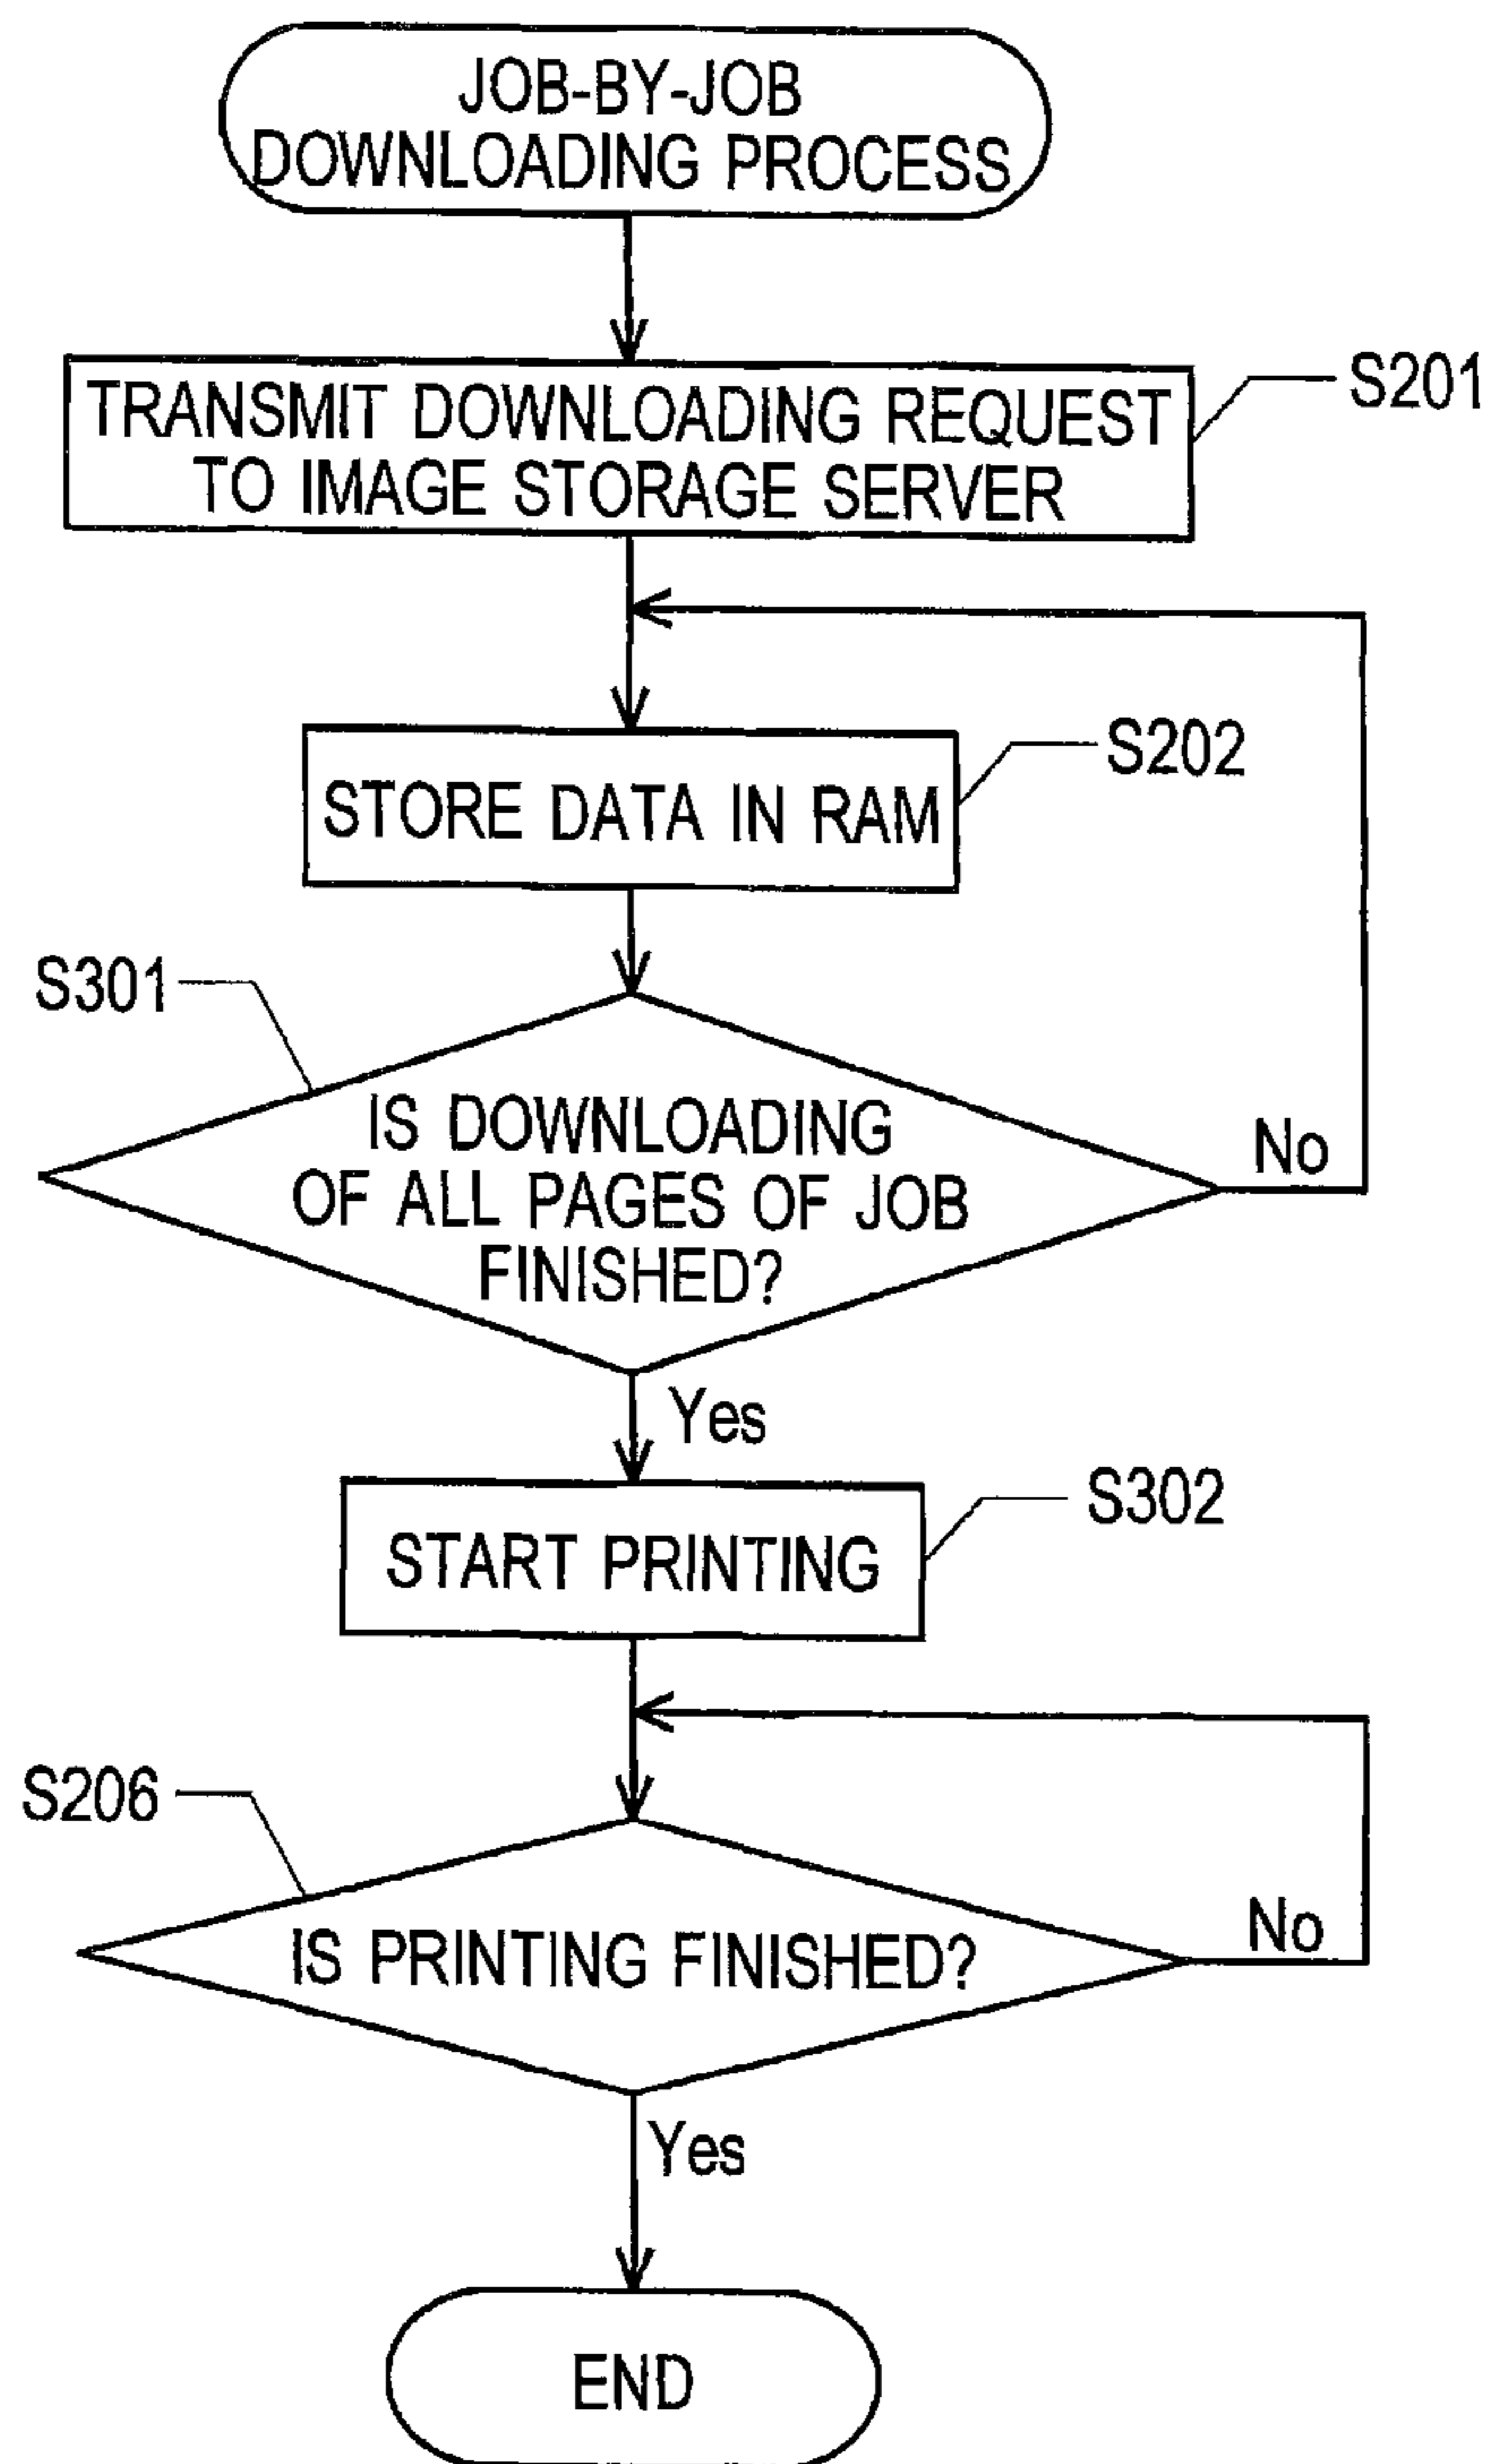 JOB-BY-JOB
DOWNLOADING PROCESS
TRANSMIT DOWNLOADING REQUEST
TO IMAGE STORAGE SERVER
S201
STORE DATA IN RAM
S202
S301
IS DOWNLOADING
OF ALL PAGES OF JOB
FINISHED?
No
Yes
START PRINTING
S302
S206
IS PRINTING FINISHED?
No
Yes
END